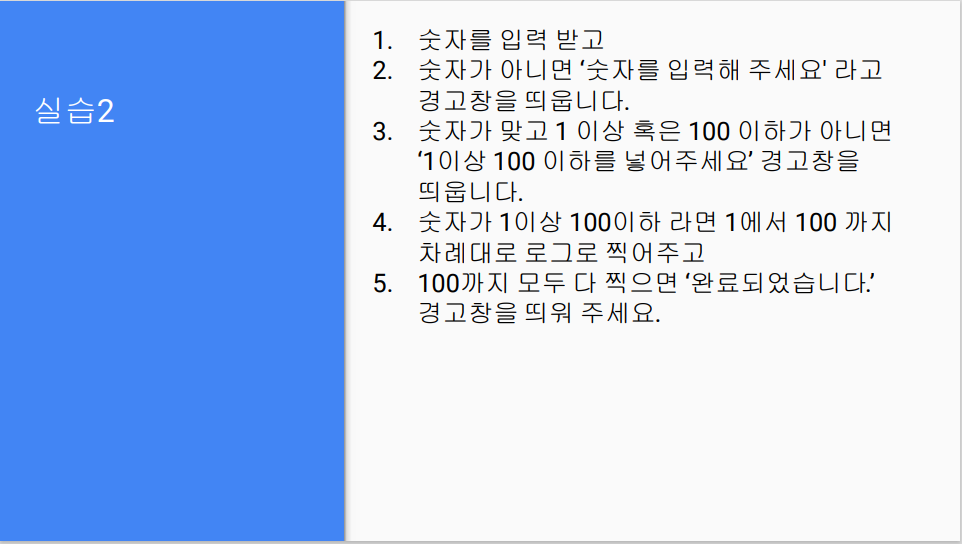 실습2
1. 숫자를 입력 받고
2. 숫자가 아니면 ‘숫자를 입력해 주세요' 라고
경고창을 띄웁니다.
3. 숫자가 맞고 1 이상 혹은 100 이하가 아니면
‘1이상 100 이하를 넣어주세요’ 경고창을
띄웁니다.
4. 숫자가 1이상 100이하 라면 1에서 100 까지
차례대로 로그로 찍어주고
5. 100까지 모두 다 찍으면 ‘완료되었습니다.’
경고창을 띄워 주세요.